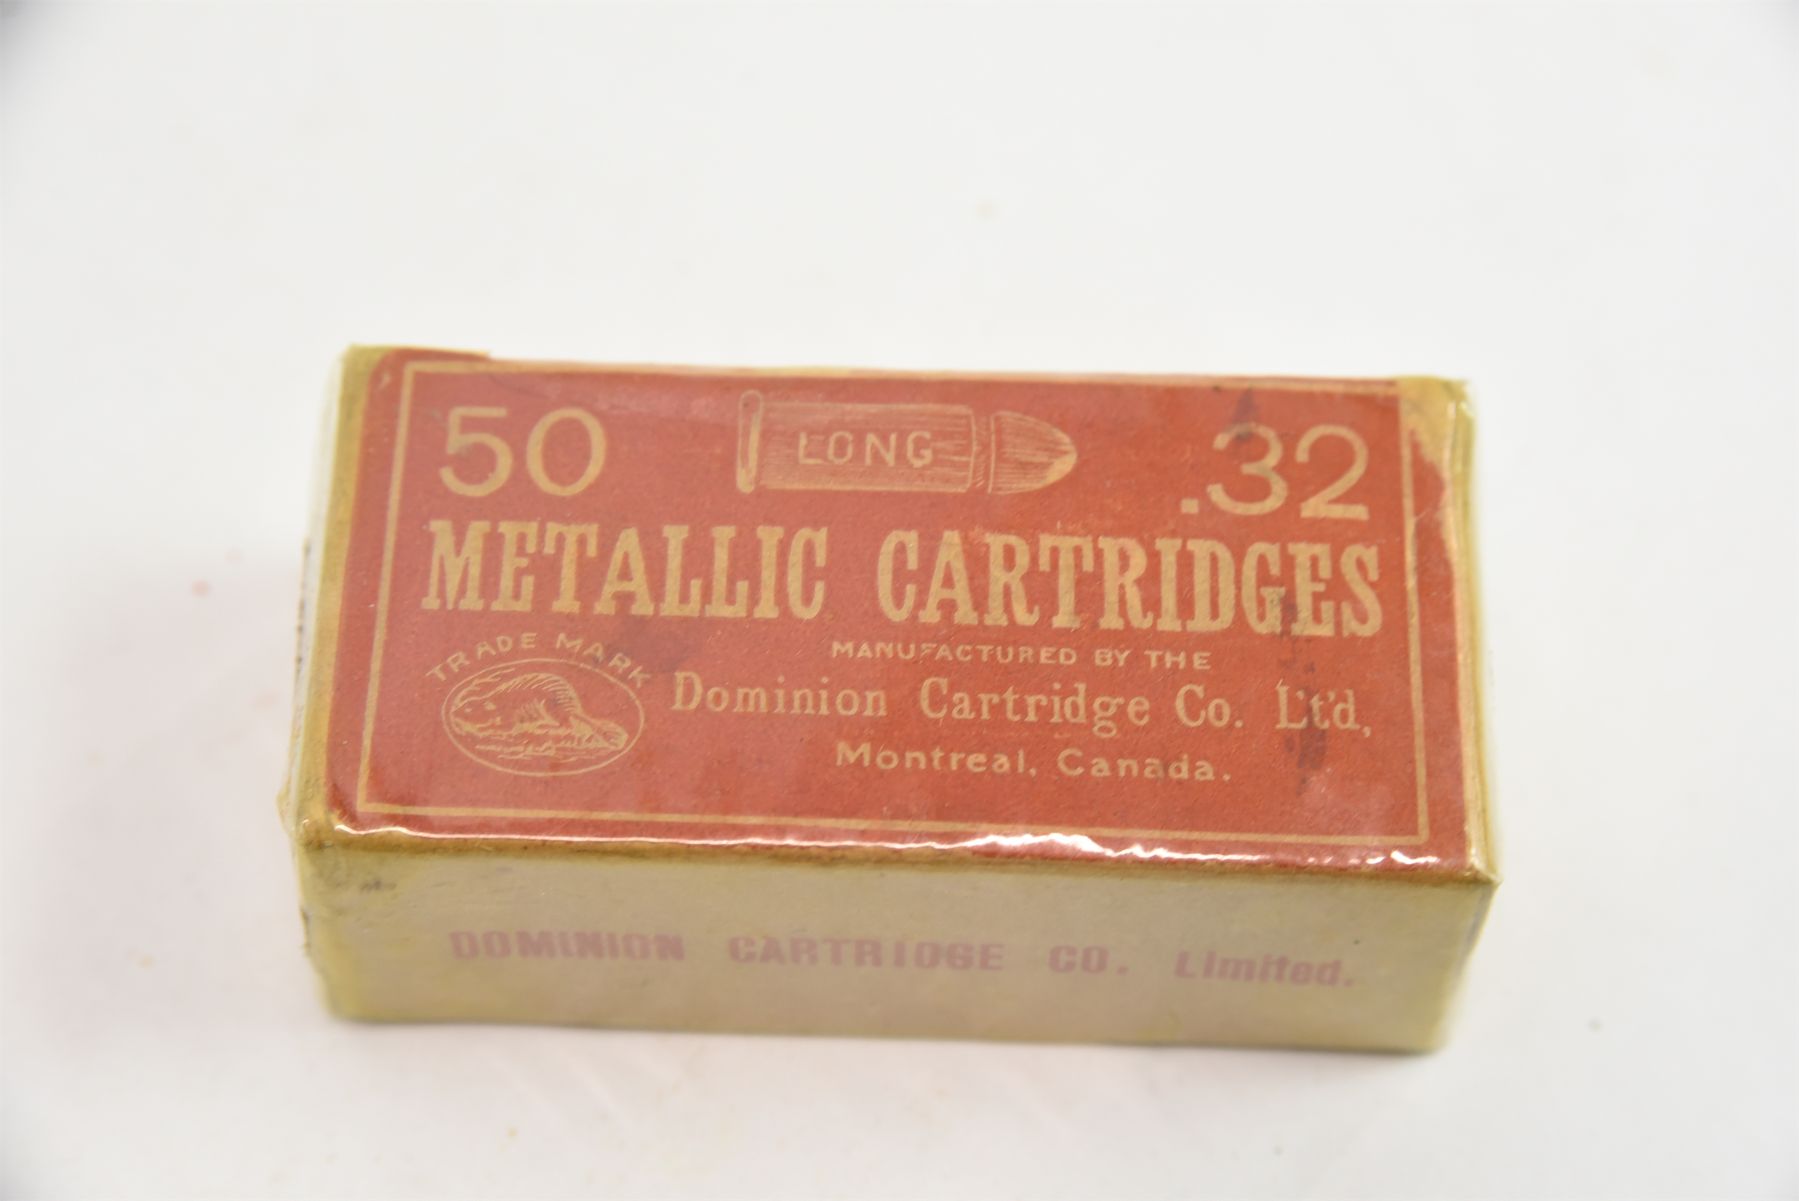 50 LONG .32
METALLIC CARTRIDGES
TRADE MARK
MANUFACTURED BY THE
Dominion Cartridge Co. Lt'd,
Montreal, Canada.
DOMINION CARTRIDGE CO. Limited.